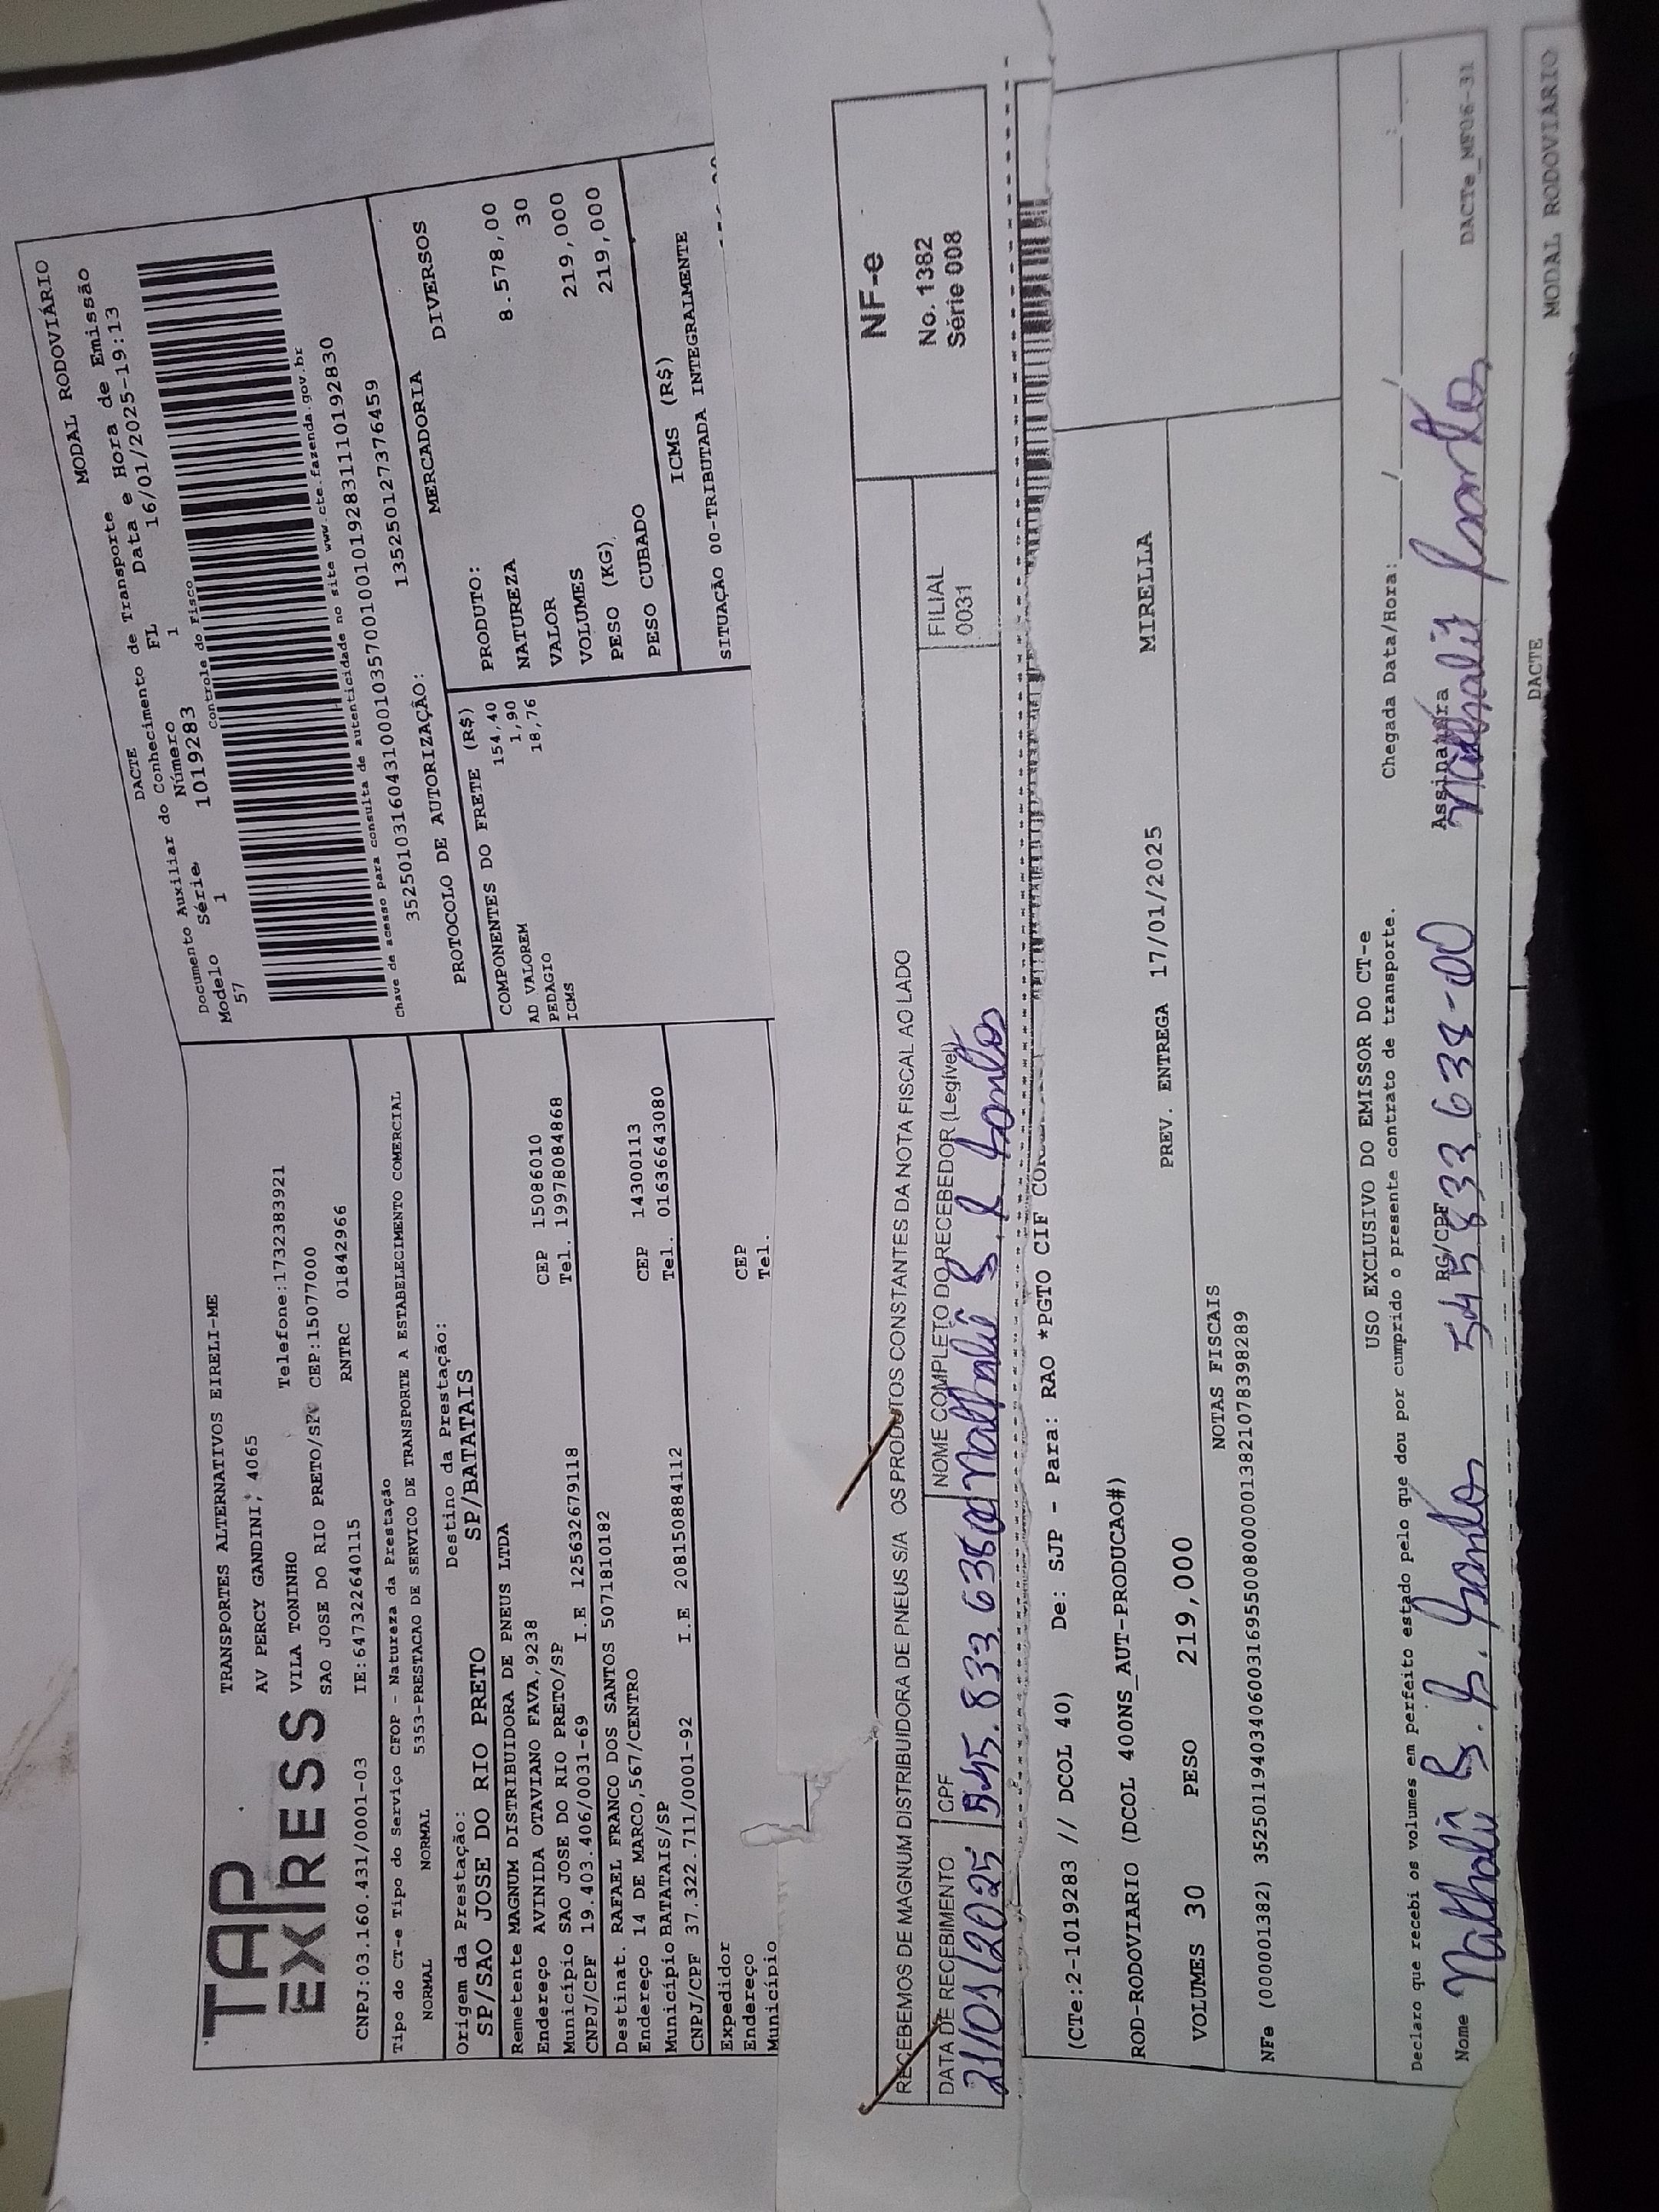 TAP
EXPRESS
TRANSPORTES ALTERNATIVOS EIRELI-ME
AV PERCY GANDINI, 4065
VILA TONINHO Telefone:1732383921
SAO JOSE DO RIO PRETO/SP CEP:15077000
CNPJ:03.160.431/0001-03 IE:647322640115 RNTRC 01842966
Tipo do CT-e Tipo do Serviço CFOP - Natureza da Prestação
NORMAL NORMAL 5353-PRESTACAO DE SERVICO DE TRANSPORTE A ESTABELECIMENTO COMERCIAL
Origem da Prestação: Destino da Prestação:
SP/SAO JOSE DO RIO PRETO SP/BATATAIS
Remetente MAGNUM DISTRIBUIDORA DE PNEUS LTDA
Endereço AVINIDA OTAVIANO FAVA,9238 CEP 15086010
Município SAO JOSE DO RIO PRETO/SP Tel. 19978084868
CNPJ/CPF 19.403.406/0031-69 I.E 125632679118
Destinat. RAFAEL FRANCO DOS SANTOS 5071810182
Endereço 14 DE MARCO,567/CENTRO CEP 14300113
Município BATATAIS/SP Tel. 01636643080
CNPJ/CPF 37.322.711/0001-92 I.E 208150884112
Expedidor
Endereço CEP
Município Tel.
MODAL RODOVIÁRIO
DACTE
Documento Auxiliar do Conhecimento de Transporte
Modelo Série Número FL Data e Hora de Emissão
57 1 1019283 1 16/01/2025-19:13
Controle do Fisco
Chave de acesso para consulta de autenticidade no site www.cte.fazenda.gov.br
35250103160431000103570010010192831110192830
PROTOCOLO DE AUTORIZAÇÃO: 135250127376459
COMPONENTES DO FRETE (R$)
AD VALOREM 154,40
PEDAGIO 1,90
ICMS 18,76
MERCADORIA
PRODUTO: DIVERSOS
NATUREZA
VALOR 8.578,00
VOLUMES 30
PESO (KG) 219,000
PESO CUBADO 219,000
ICMS (R$)
SITUAÇÃO 00-TRIBUTADA INTEGRALMENTE
RECEBEMOS DE MAGNUM DISTRIBUIDORA DE PNEUS S/A OS PRODUTOS CONSTANTES DA NOTA FISCAL AO LADO
DATA DE RECEBIMENTO CPF NOME COMPLETO DO RECEBEDOR (Legível) FILIAL
21/01/2025 545.833.638 00 Nathalii B. R Santos 0031
NF-e
No. 1382
Série 008
(CTe:2-1019283 // DCOL 40) De: SJP - Para: RAO *PGTO CIF
ROD-RODOVIARIO (DCOL 400NS_AUT-PRODUCAO#) PREV. ENTREGA 17/01/2025 MIRELLA
VOLUMES 30 PESO 219,000
NOTAS FISCAIS
NFe (000001382) 35250119403406003169550080000013821078398289
USO EXCLUSIVO DO EMISSOR DO CT-e
Declaro que recebi os volumes em perfeito estado pelo que dou por cumprido o presente contrato de transporte. Chegada Data/Hora: / / :
Nome Nathalii B. R. Santos RG/CPF 545 833 638-00 Assinatura Nathalii Santos
DACTe_MF06-31
DACTE MODAL RODOVIÁRIO